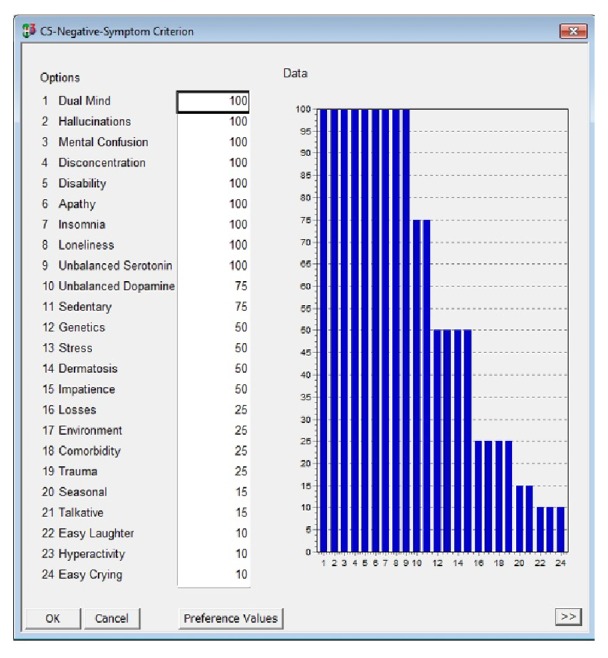 C5-Negative-Symptom Criterion
Options
Data
1 Dual Mind 100
2 Hallucinations 100
3 Mental Confusion 100
4 Disconcentration 100
5 Disability 100
6 Apathy 100
7 Insomnia 100
8 Loneliness 100
9 Unbalanced Serotonin 100
10 Unbalanced Dopamine 75
11 Sedentary 75
12 Genetics 50
13 Stress 50
14 Dermatosis 50
15 Impatience 50
16 Losses 25
17 Environment 25
18 Comorbidity 25
19 Trauma 25
20 Seasonal 15
21 Talkative 15
22 Easy Laughter 10
23 Hyperactivity 10
24 Easy Crying 10
100
95
90
85
80
75
70
65
60
55
50
45
40
35
30
25
20
15
10
5
0
1 2 3 4 5 6 7 8 9 10 12 14 16 18 20 22 24
OK Cancel Preference Values >>